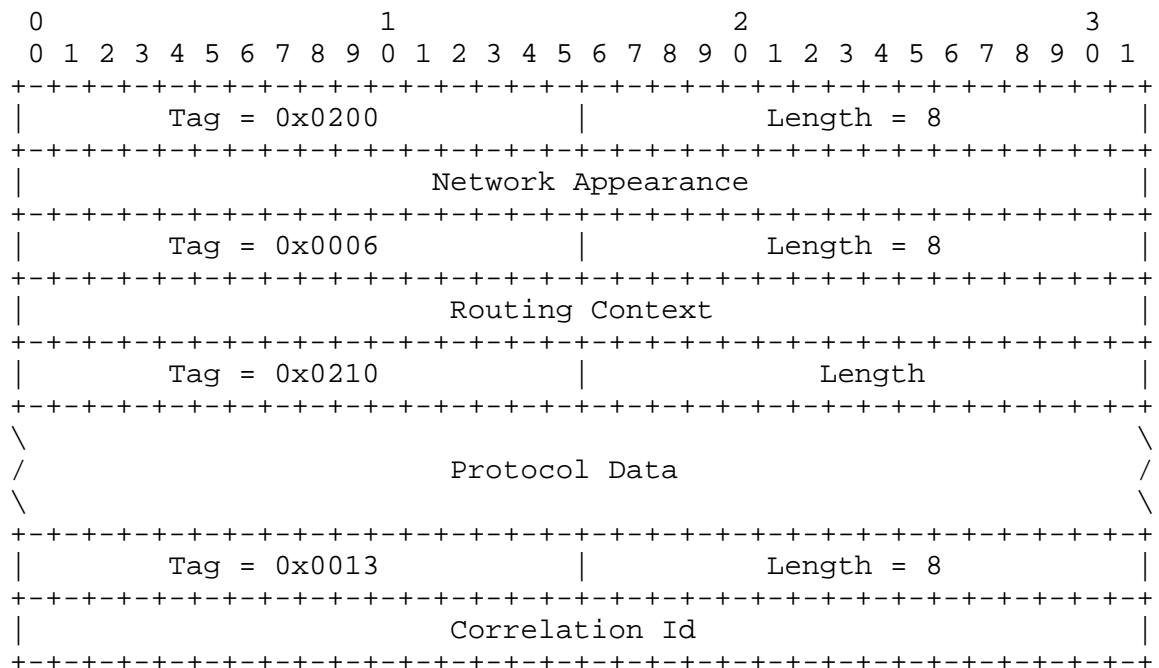 0                   1                   2                   3
 0 1 2 3 4 5 6 7 8 9 0 1 2 3 4 5 6 7 8 9 0 1 2 3 4 5 6 7 8 9 0 1
+-+-+-+-+-+-+-+-+-+-+-+-+-+-+-+-+-+-+-+-+-+-+-+-+-+-+-+-+-+-+-+-+
|        Tag = 0x0200           |          Length = 8           |
+-+-+-+-+-+-+-+-+-+-+-+-+-+-+-+-+-+-+-+-+-+-+-+-+-+-+-+-+-+-+-+-+
|                       Network Appearance                      |
+-+-+-+-+-+-+-+-+-+-+-+-+-+-+-+-+-+-+-+-+-+-+-+-+-+-+-+-+-+-+-+-+
|        Tag = 0x0006           |          Length = 8           |
+-+-+-+-+-+-+-+-+-+-+-+-+-+-+-+-+-+-+-+-+-+-+-+-+-+-+-+-+-+-+-+-+
|                        Routing Context                        |
+-+-+-+-+-+-+-+-+-+-+-+-+-+-+-+-+-+-+-+-+-+-+-+-+-+-+-+-+-+-+-+-+
|        Tag = 0x0210           |             Length            |
+-+-+-+-+-+-+-+-+-+-+-+-+-+-+-+-+-+-+-+-+-+-+-+-+-+-+-+-+-+-+-+-+
\                                                               \
/                        Protocol Data                          /
\                                                               \
+-+-+-+-+-+-+-+-+-+-+-+-+-+-+-+-+-+-+-+-+-+-+-+-+-+-+-+-+-+-+-+-+
|        Tag = 0x0013           |          Length = 8           |
+-+-+-+-+-+-+-+-+-+-+-+-+-+-+-+-+-+-+-+-+-+-+-+-+-+-+-+-+-+-+-+-+
|                        Correlation Id                         |
+-+-+-+-+-+-+-+-+-+-+-+-+-+-+-+-+-+-+-+-+-+-+-+-+-+-+-+-+-+-+-+-+